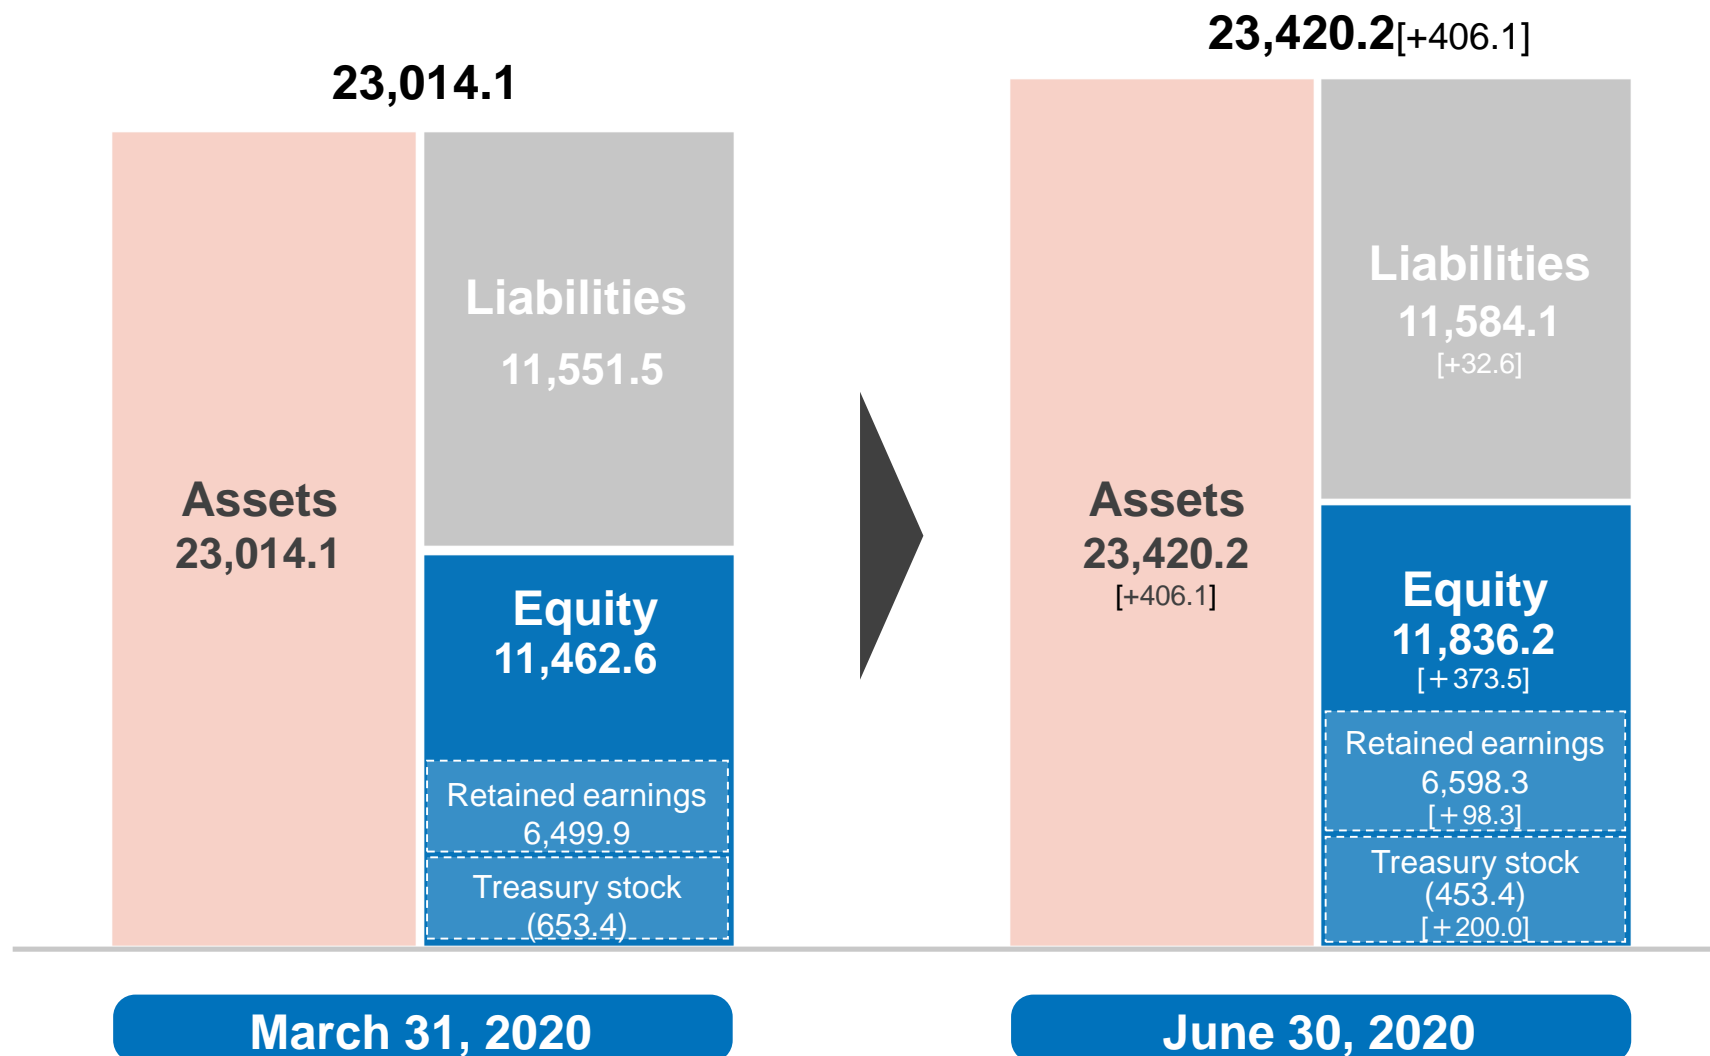 23,014.1
Assets
23,014.1
Liabilities
11,551.5
Equity
11,462.6
Retained earnings
6,499.9
Treasury stock
(653.4)
March 31, 2020
23,420.2[+406.1]
Assets
23,420.2
[+406.1]
Liabilities
11,584.1
[+32.6]
Equity
11,836.2
[＋373.5]
Retained earnings
6,598.3
[＋98.3]
Treasury stock
(453.4)
[＋200.0]
June 30, 2020